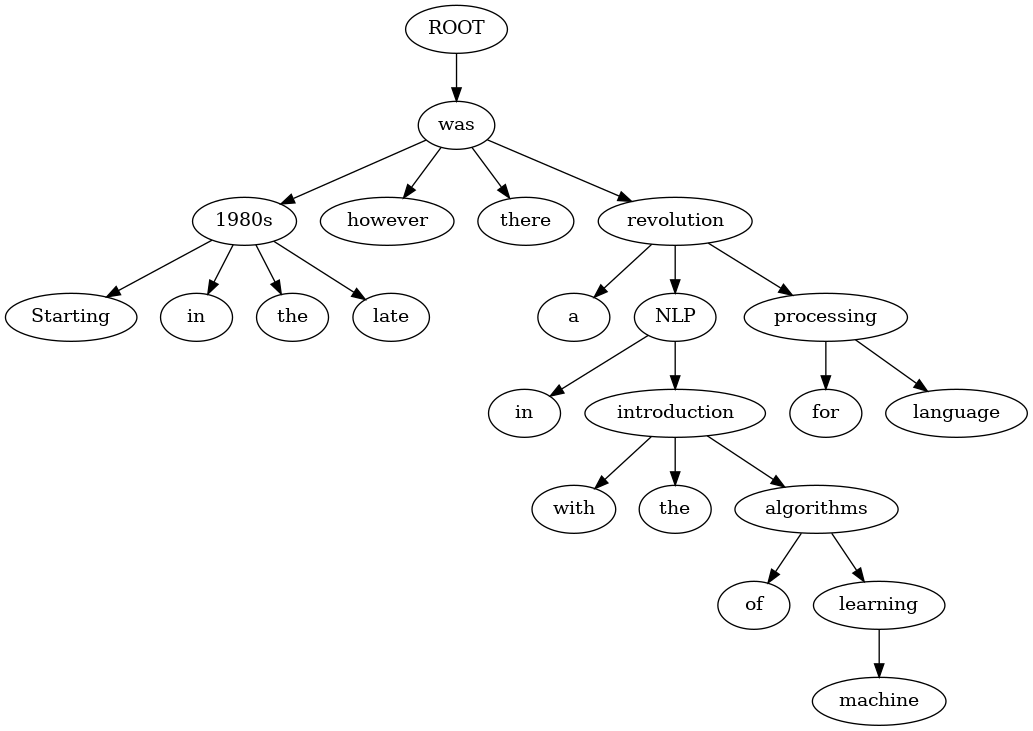 ROOT
was
1980s however there revolution
Starting in the late a NLP processing
in introduction for language
with the algorithms
of learning
machine